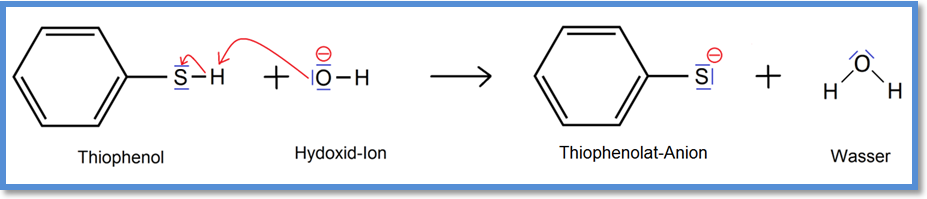 S–H + O–H → S⊖ + O
H H
Thiophenol
Hydoxid-Ion
Thiophenolat-Anion
Wasser